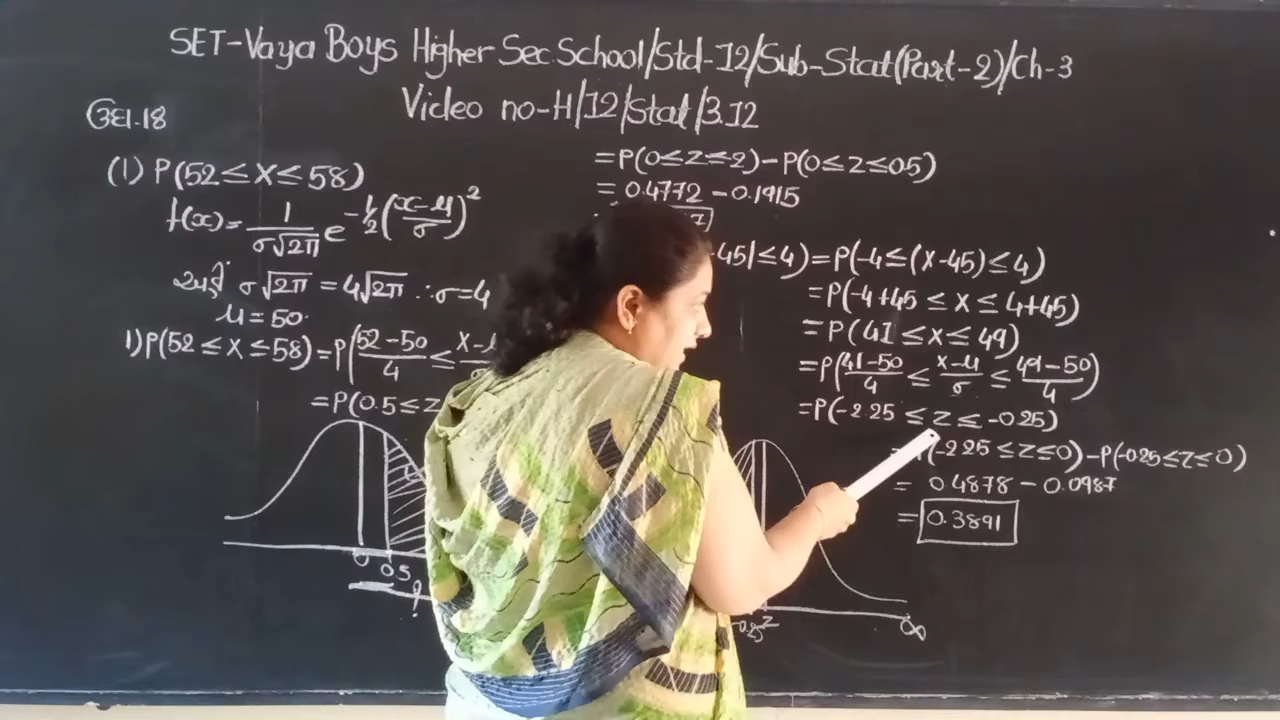 SET-Vaya Boys Higher Sec.School/Std-12/Sub-Stat(Part-2)/Ch-3
Video no-H/12/Stat/3.12
ઉદા.18
(1) P(52≤X≤58)
f(x)= 1/(σ√2π) e^-½((x-μ)/σ)²
અહીં σ√2π = 4√2π ∴σ=4
μ=50.
1)P(52≤X≤58)=P((52-50)/4 ≤
=P(0.5≤Z
0 0.5
=P(0≤Z≤2)-P(0≤Z≤0.5)
= 0.4772 - 0.1915
45|≤4)=P(-4≤(X-45)≤4)
=P(-4+45 ≤ X ≤ 4+45)
=P(41≤X≤49)
=P((41-50)/4 ≤ (X-μ)/σ ≤ (49-50)/4)
=P(-2.25 ≤Z≤ -0.25)
(-2.25 ≤Z≤0)-P(-0.25≤Z≤0)
= 0.4878 - 0.0987
= 0.3891
∞